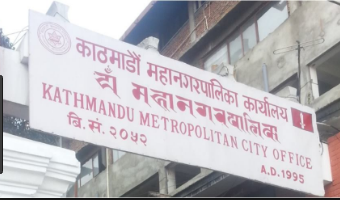 काठमाडौं महानगरपालिका कार्यालय
KATHMANDU METROPOLITAN CITY OFFICE
बि.सं. २०५२
A.D. 1995